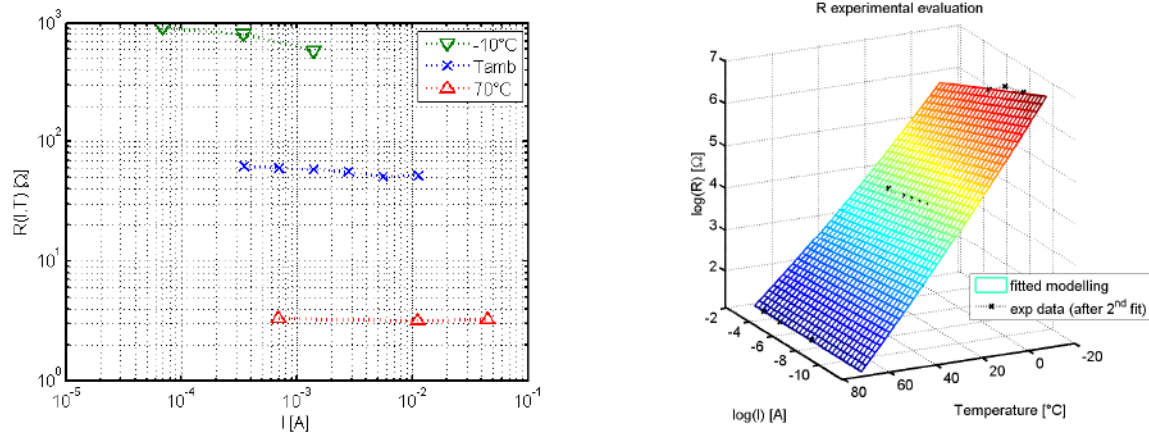 10^3
10^2
10^1
10^0
R(I,T) [Ω]
-10°C
Tamb
70°C
10^-5
10^-4
10^-3
10^-2
10^-1
I [A]
R experimental evaluation
7
6
5
4
3
2
log(R) [Ω]
fitted modelling
exp data (after 2^nd fit)
-2
-4
-6
-8
-10
80
60
40
20
0
-20
log(I) [A]
Temperature [°C]